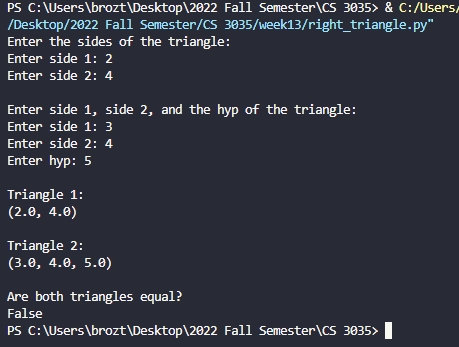 PS C:\Users\brozt\Desktop\2022 Fall Semester\CS 3035> & C:/Users/
/Desktop/2022 Fall Semester/CS 3035/week13/right_triangle.py"
Enter the sides of the triangle:
Enter side 1: 2
Enter side 2: 4
Enter side 1, side 2, and the hyp of the triangle:
Enter side 1: 3
Enter side 2: 4
Enter hyp: 5
Triangle 1:
(2.0, 4.0)
Triangle 2:
(3.0, 4.0, 5.0)
Are both triangles equal?
False
PS C:\Users\brozt\Desktop\2022 Fall Semester\CS 3035>